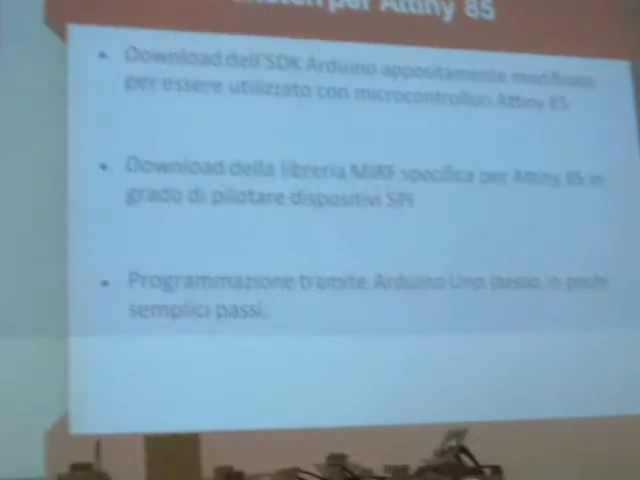 per Attiny 85
• Download dell'SDK Arduino appositamente modificato
per essere utilizzato con microcontrollori Attiny 85
• Download della libreria MIRF specifica per Attiny 85 in
grado di pilotare dispositivi SPI
• Programmazione tramite Arduino Uno stesso in pochi
semplici passi.